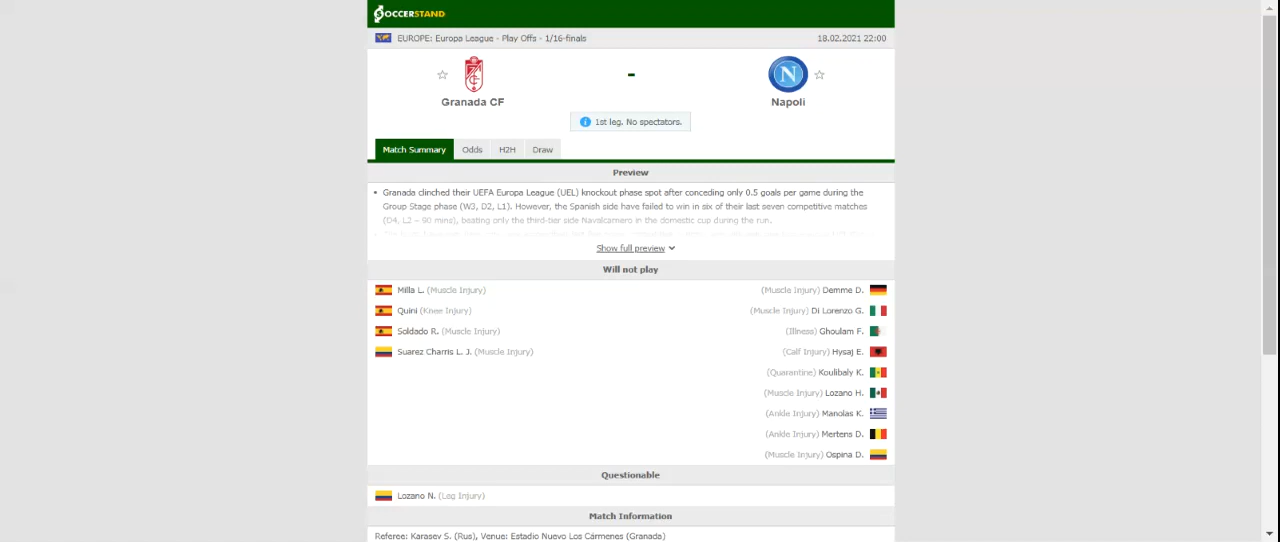 SOCCERSTAND
EUROPE: Europa League - Play Offs - 1/16-finals
18.02.2021 22:00
Granada CF
-
Napoli
1st leg. No spectators.
Match Summary
Odds
H2H
Draw
Preview
• Granada clinched their UEFA Europa League (UEL) knockout phase spot after conceding only 0.5 goals per game during the
Group Stage phase (W3, D2, L1). However, the Spanish side have failed to win in six of their last seven competitive matches
(D4, L2 – 90 mins), beating only the third-tier side Navalcarnero in the domestic cup during the run.
Show full preview
Will not play
Milla L. (Muscle Injury)
(Muscle Injury) Demme D.
Quini (Knee Injury)
(Muscle Injury) Di Lorenzo G.
Soldado R. (Muscle Injury)
(Illness) Ghoulam F.
Suarez Charris L. J. (Muscle Injury)
(Calf Injury) Hysaj E.
(Quarantine) Koulibaly K.
(Muscle Injury) Lozano H.
(Ankle Injury) Manolas K.
(Ankle Injury) Mertens D.
(Muscle Injury) Ospina D.
Questionable
Lozano N. (Leg Injury)
Match Information
Referee: Karasev S. (Rus), Venue: Estadio Nuevo Los Cármenes (Granada)